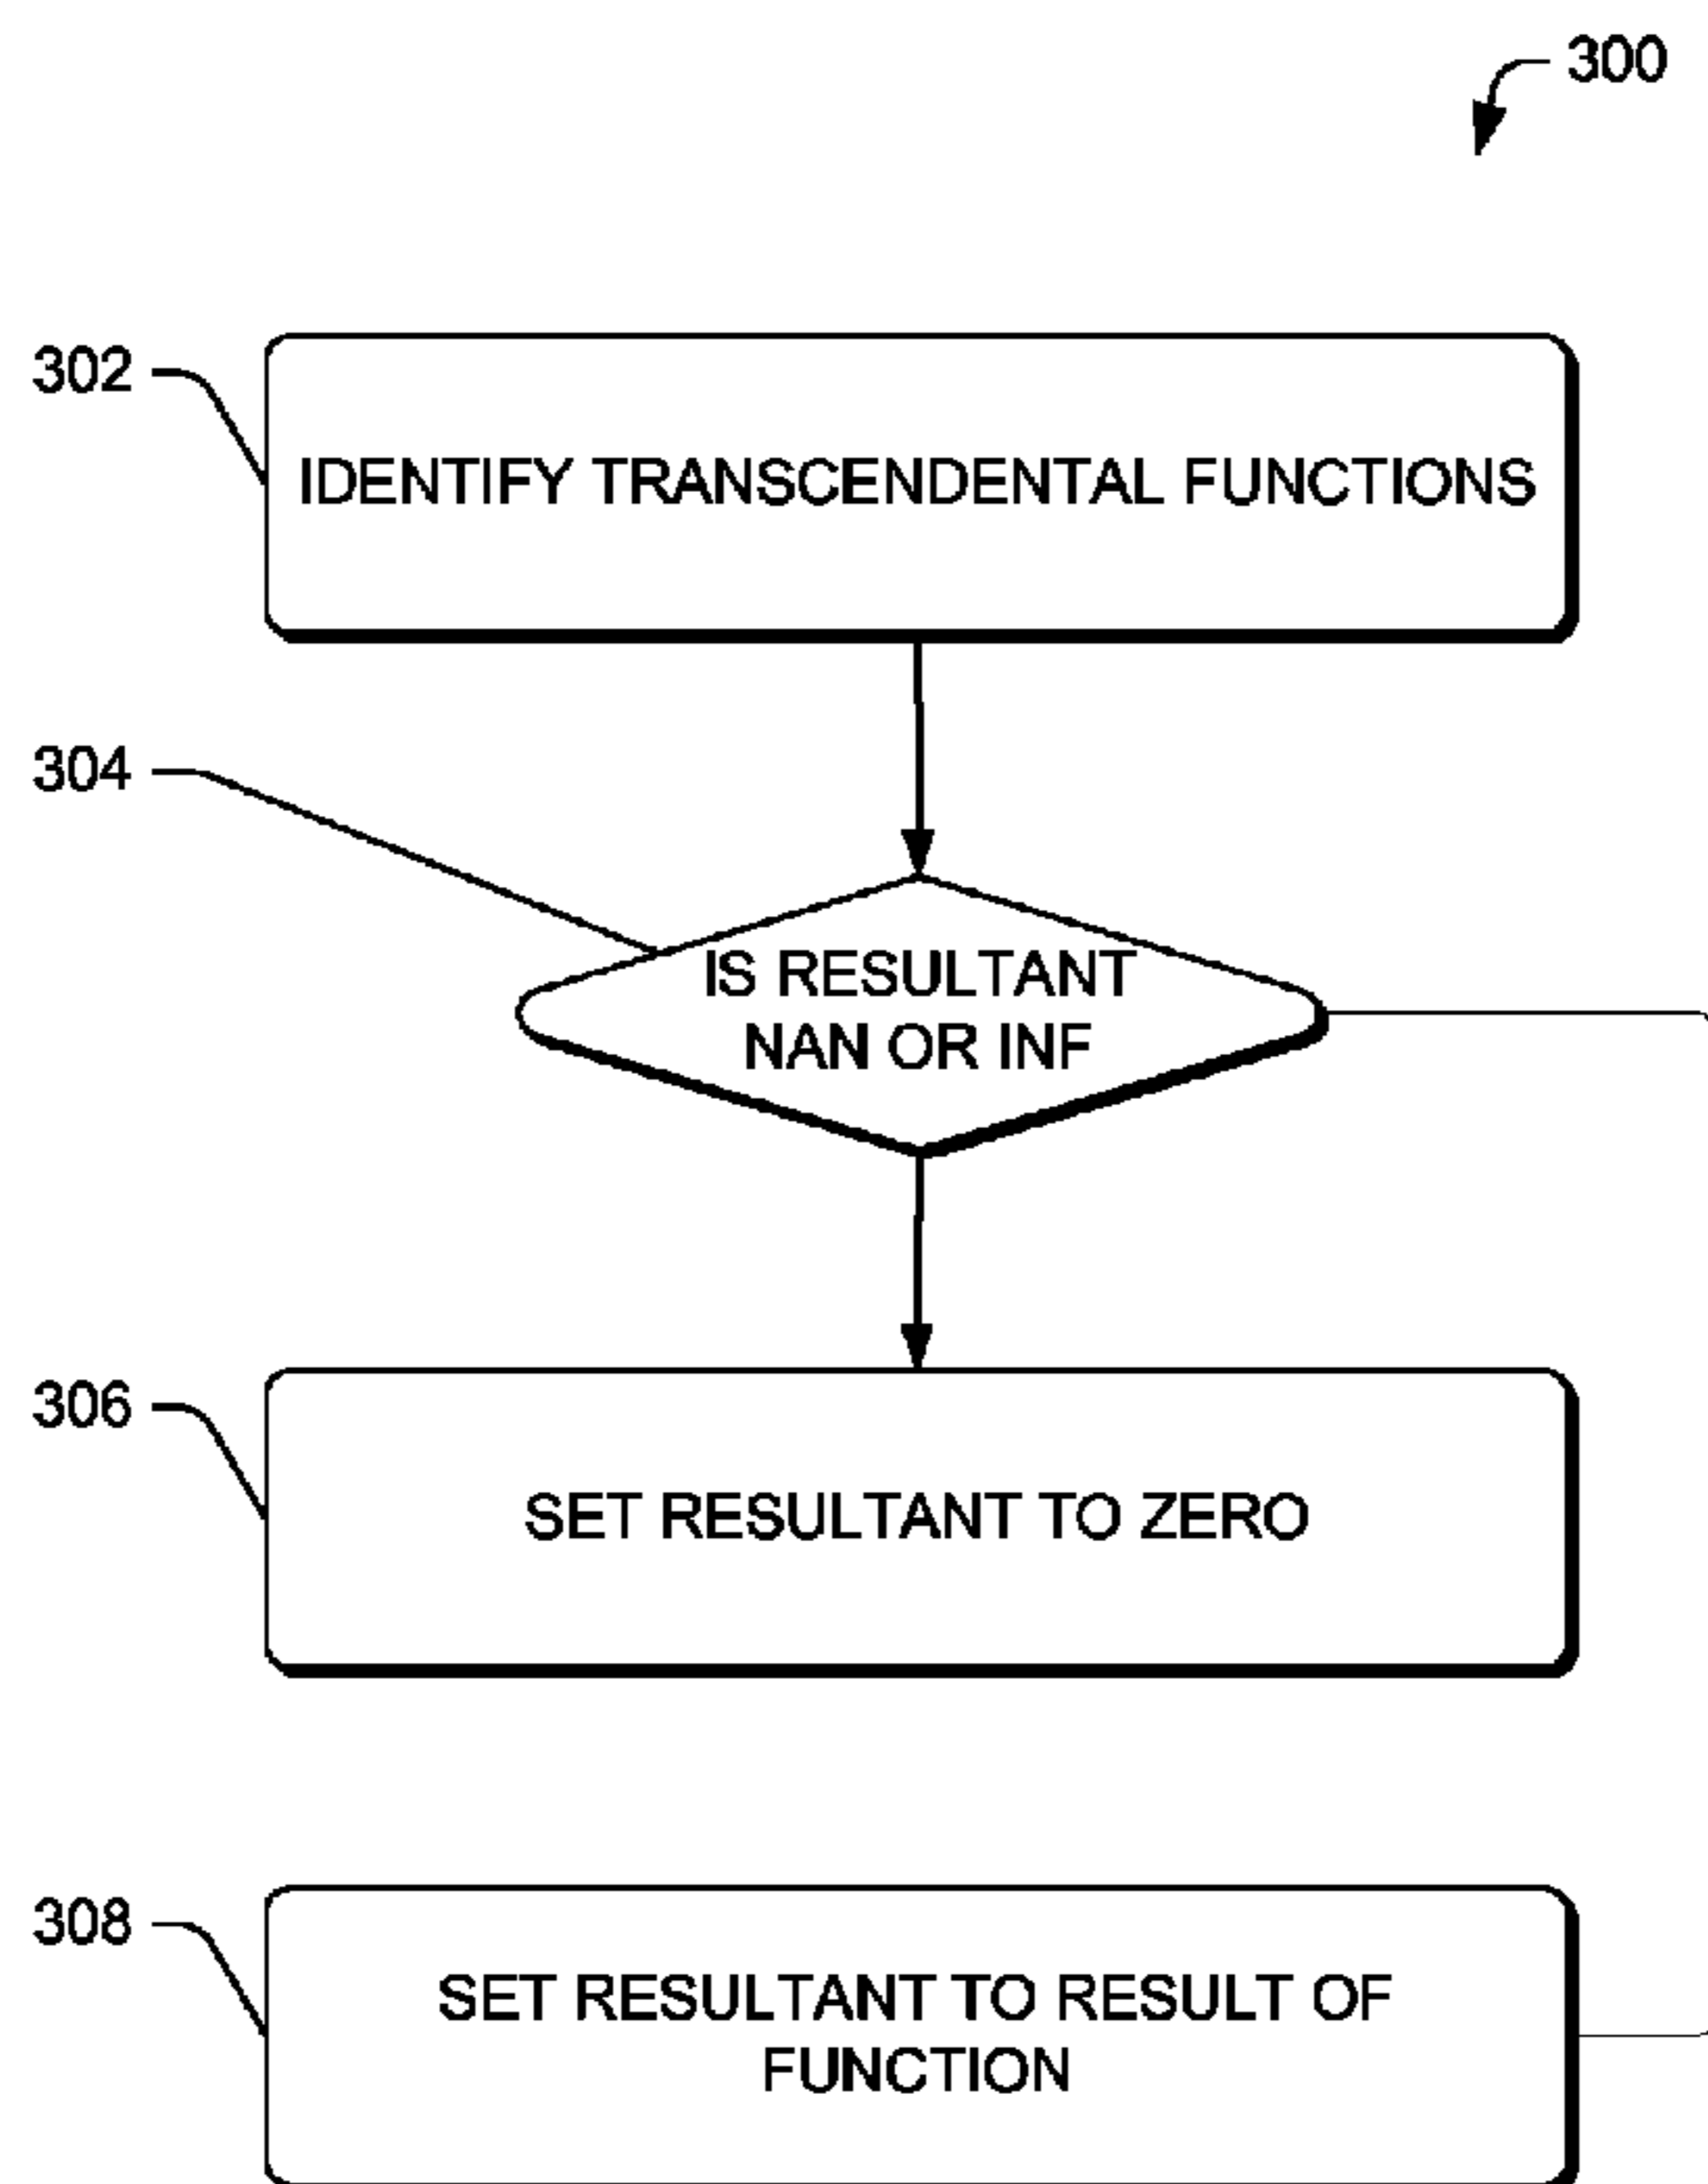 300
302
IDENTIFY TRANSCENDENTAL FUNCTIONS
304
IS RESULTANT
NAN OR INF
306
SET RESULTANT TO ZERO
308
SET RESULTANT TO RESULT OF
FUNCTION